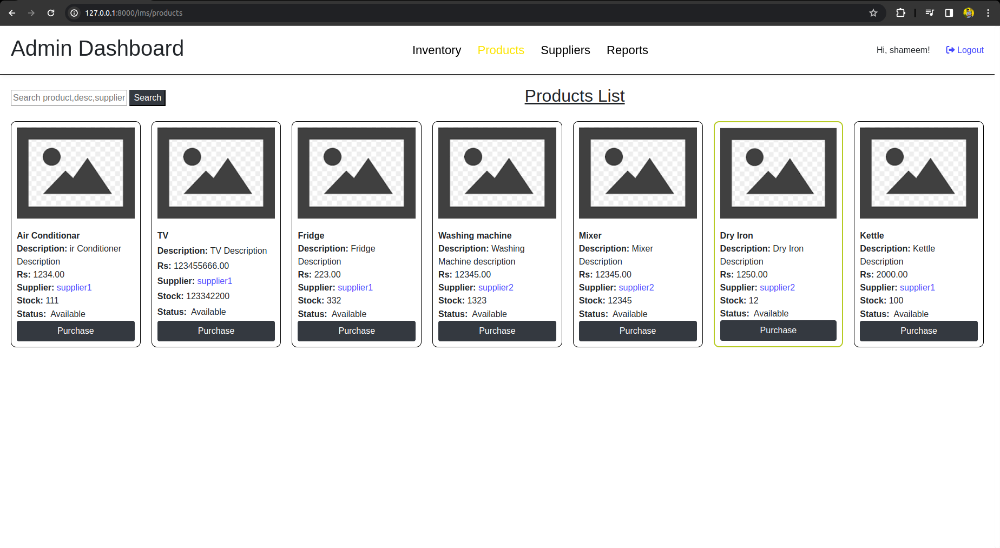 127.0.0.1:8000/ims/products
Admin Dashboard
Inventory Products Suppliers Reports
Hi, shameem! Logout
Search product,desc,supplier Search
Products List
Air Conditionar
Description: ir Conditioner
Description
Rs: 1234.00
Supplier: supplier1
Stock: 111
Status: Available
Purchase
TV
Description: TV Description
Rs: 123455666.00
Supplier: supplier1
Stock: 123342200
Status: Available
Purchase
Fridge
Description: Fridge
Description
Rs: 223.00
Supplier: supplier1
Stock: 332
Status: Available
Purchase
Washing machine
Description: Washing
Machine description
Rs: 12345.00
Supplier: supplier2
Stock: 1323
Status: Available
Purchase
Mixer
Description: Mixer
Description
Rs: 12345.00
Supplier: supplier2
Stock: 12345
Status: Available
Purchase
Dry Iron
Description: Dry Iron
Description
Rs: 1250.00
Supplier: supplier2
Stock: 12
Status: Available
Purchase
Kettle
Description: Kettle
Description
Rs: 2000.00
Supplier: supplier1
Stock: 100
Status: Available
Purchase